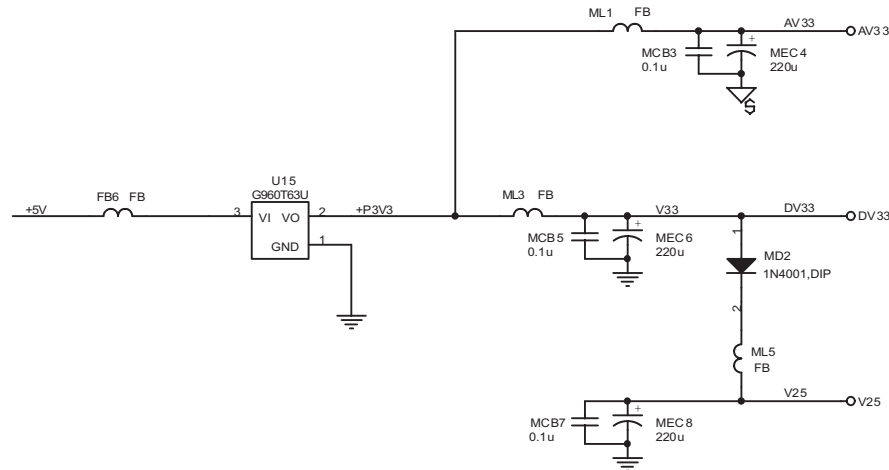 ML1 FB
AV33
AV33
MCB3
0.1u
+
MEC4
220u
S
U15
G960T63U
FB6 FB
+5V
3 VI VO 2
GND 1
+P3V3
ML3 FB
V33
DV33
DV33
MCB5
0.1u
+
MEC6
220u
1
MD2
1N4001,DIP
2
ML5
FB
V25
V25
MCB7
0.1u
+
MEC8
220u